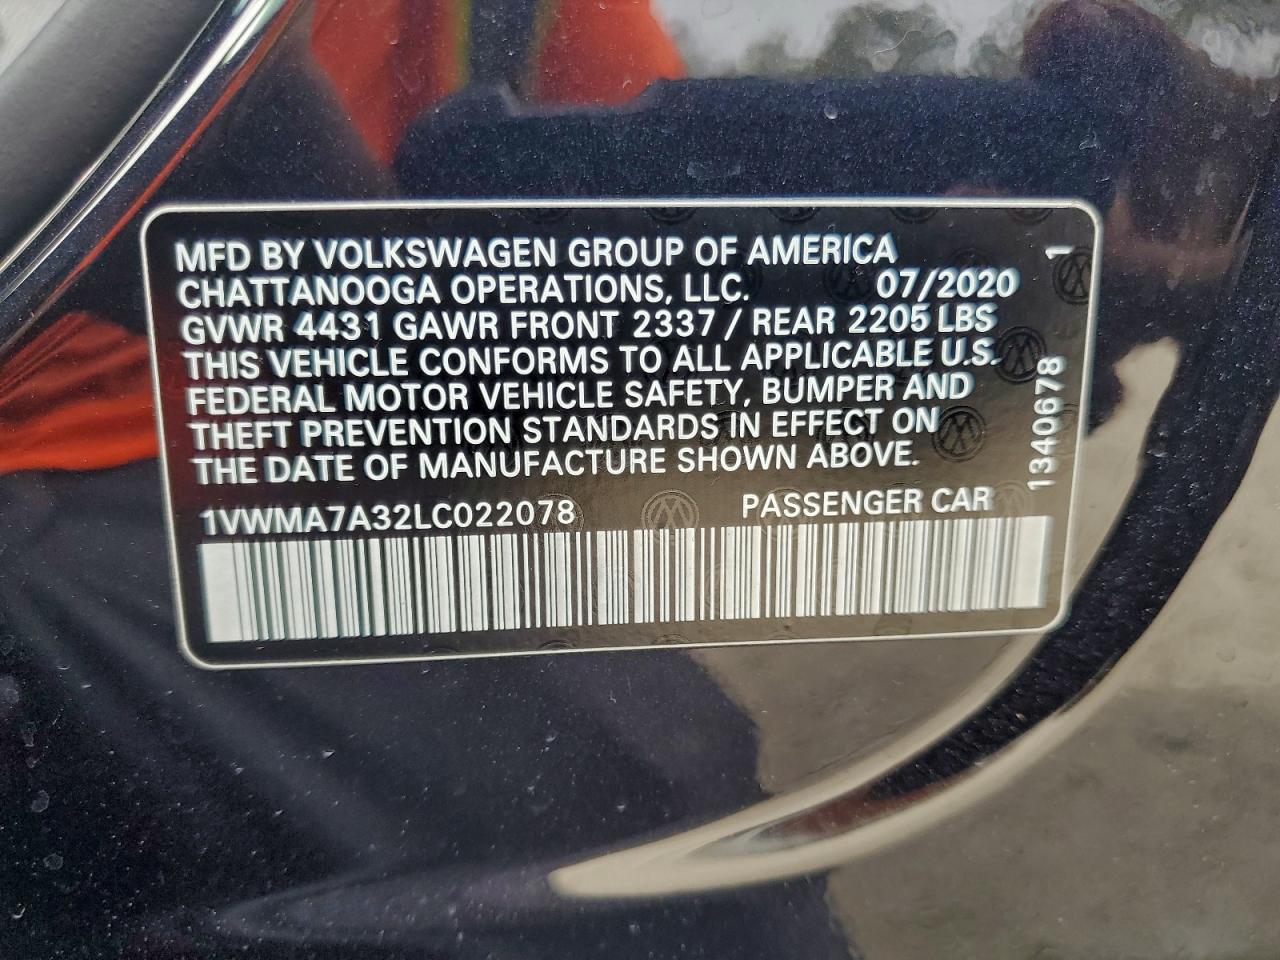 MFD BY VOLKSWAGEN GROUP OF AMERICA
CHATTANOOGA OPERATIONS, LLC. 07/2020
GVWR 4431 GAWR FRONT 2337 / REAR 2205 LBS
THIS VEHICLE CONFORMS TO ALL APPLICABLE U.S.
FEDERAL MOTOR VEHICLE SAFETY, BUMPER AND
THEFT PREVENTION STANDARDS IN EFFECT ON
THE DATE OF MANUFACTURE SHOWN ABOVE.
1VWMA7A32LC022078 PASSENGER CAR
1340678 1